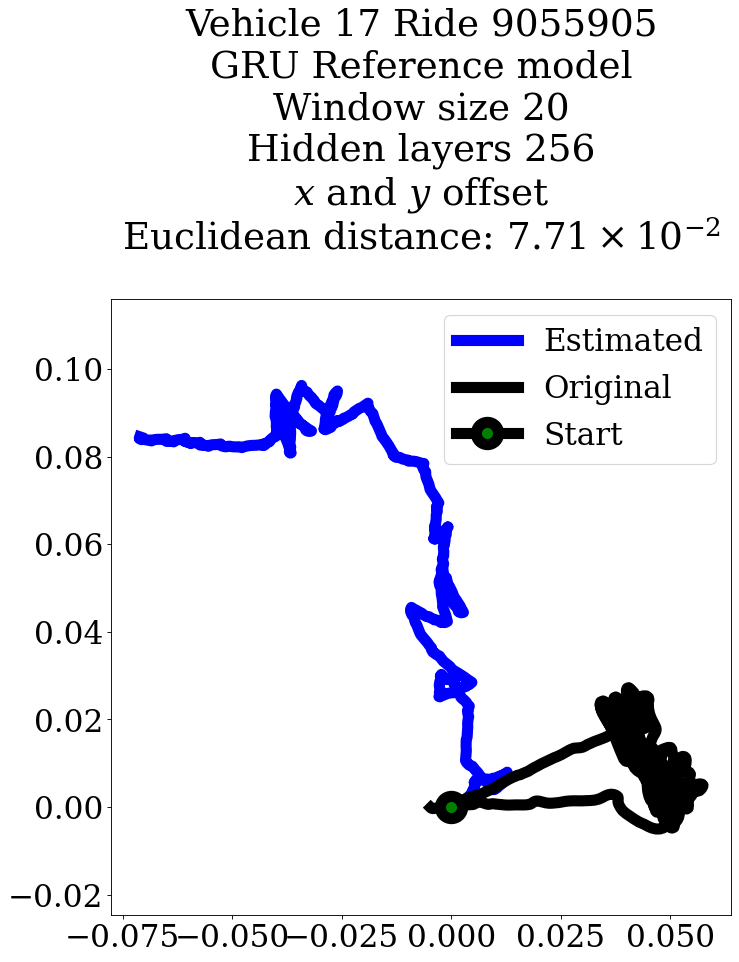 Vehicle 17 Ride 9055905
GRU Reference model
Window size 20
Hidden layers 256
x and y offset
Euclidean distance: 7.71 × 10⁻²
Estimated
Original
Start
0.10
0.08
0.06
0.04
0.02
0.00
−0.02
−0.075 −0.050 −0.025 0.000 0.025 0.050